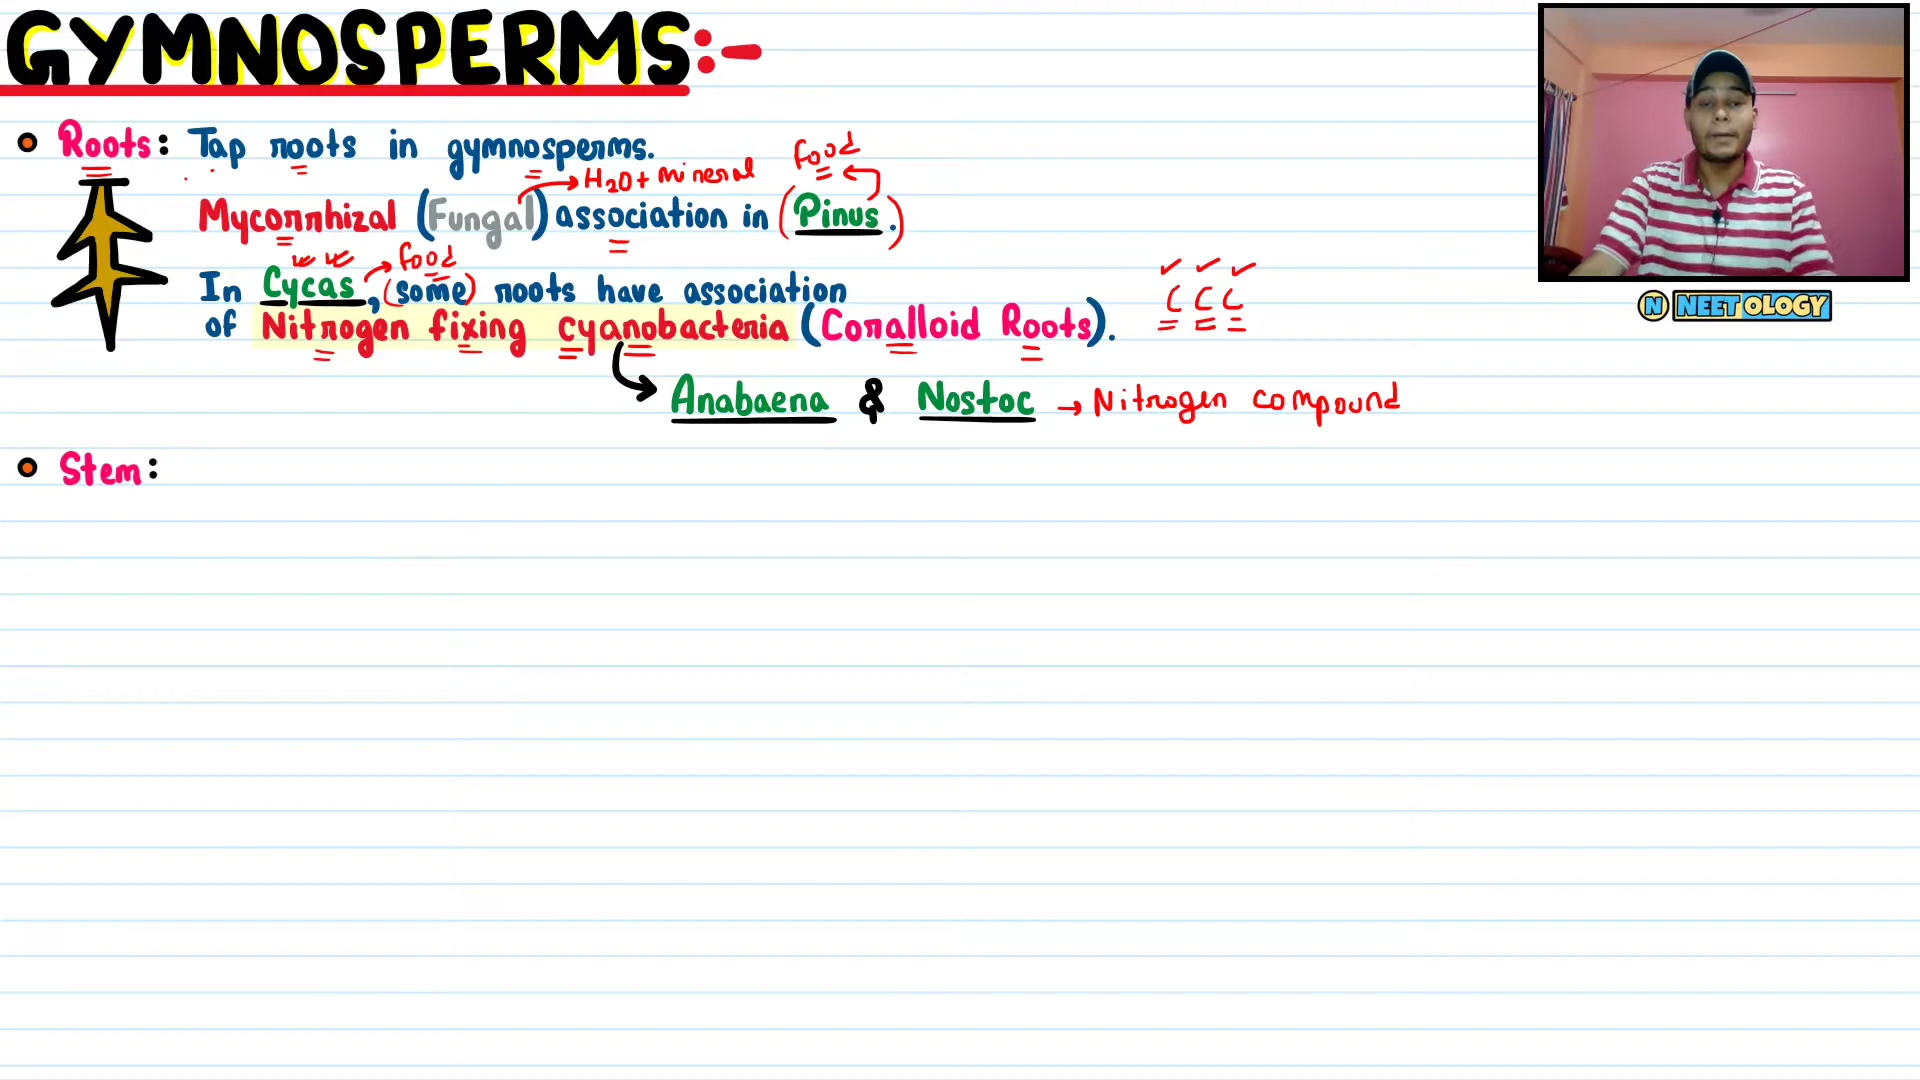 GYMNOSPERMS:-
• Roots: Tap roots in gymnosperms.
food
H₂O + mineral
Mycorrhizal (Fungal) association in (Pinus.)
food
In Cycas, (some) roots have association
of Nitrogen fixing cyanobacteria (Coralloid Roots).
C C C
Anabaena & Nostoc → Nitrogen compound
• Stem:
N NEETOLOGY